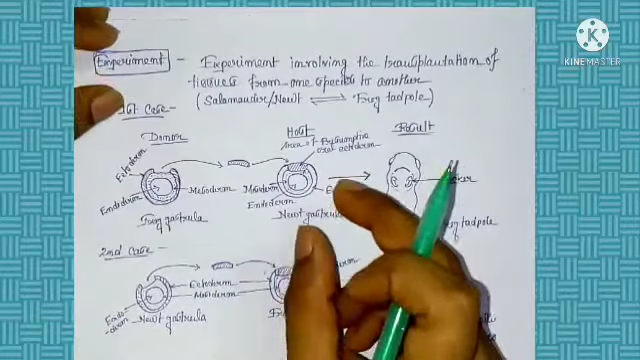 KINEMASTER
Experiment - Experiment involving the transplantation of
tissues from one species to another
(Salamander/Newt ⇌ Frog tadpole)
1st Case -
Donor
Host
Result
Area of Presumptive
oral ectoderm
Ectoderm
Mesoderm
Endoderm
Mesoderm
Endoderm
Frog gastrula
Newt gastrula
tadpole
2nd Case -
Ectoderm
Mesoderm
Endo-
derm
Newt gastrula